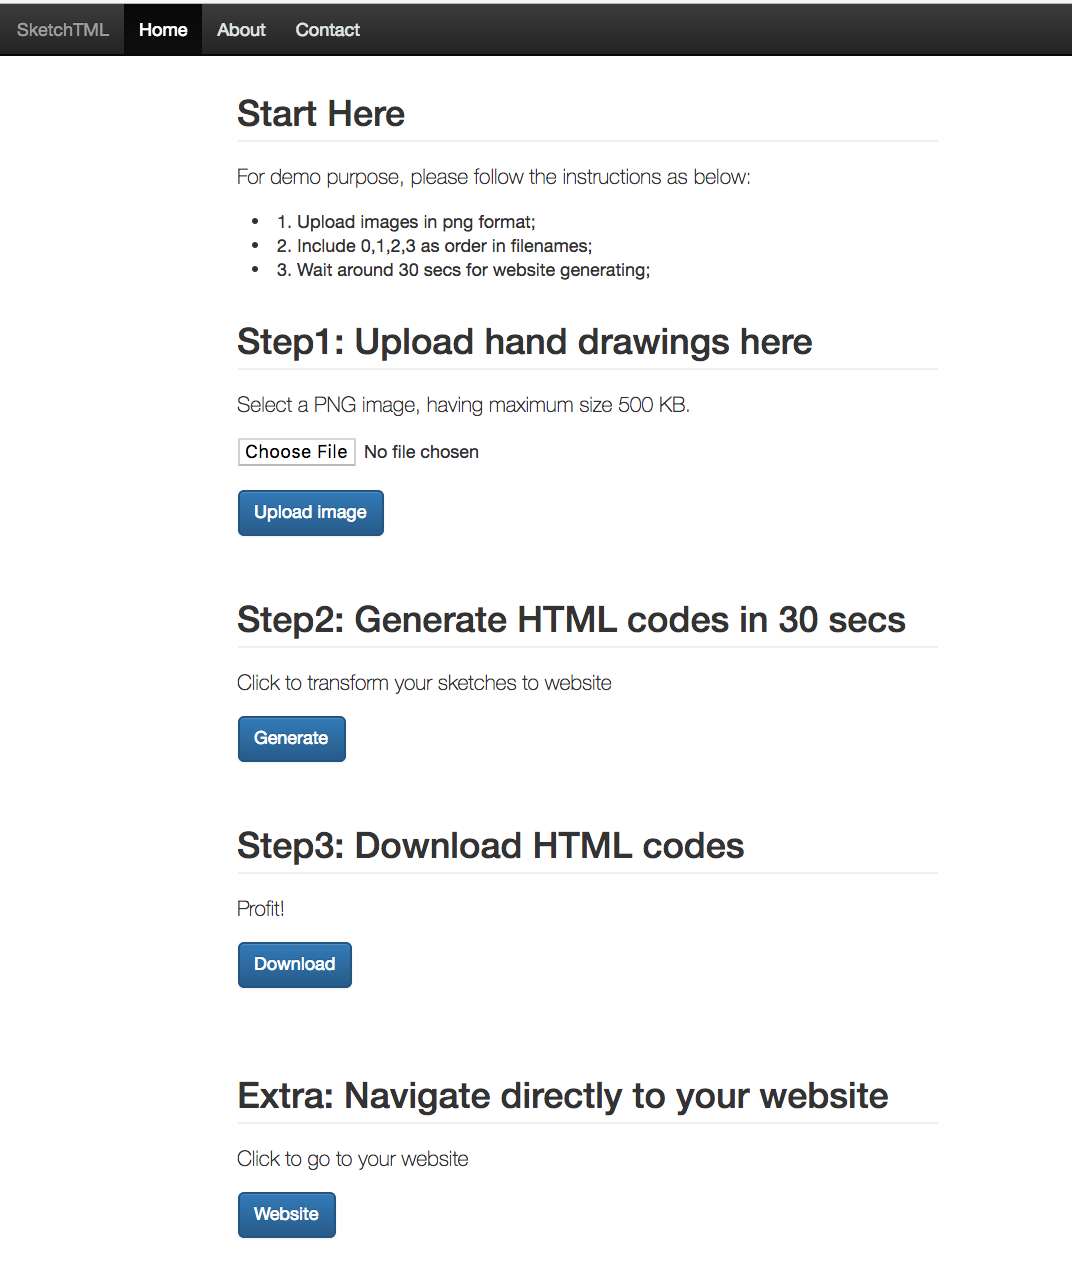 SketchTML Home About Contact
Start Here
For demo purpose, please follow the instructions as below:
• 1. Upload images in png format;
• 2. Include 0,1,2,3 as order in filenames;
• 3. Wait around 30 secs for website generating;
Step1: Upload hand drawings here
Select a PNG image, having maximum size 500 KB.
Choose File No file chosen
Upload image
Step2: Generate HTML codes in 30 secs
Click to transform your sketches to website
Generate
Step3: Download HTML codes
Profit!
Download
Extra: Navigate directly to your website
Click to go to your website
Website